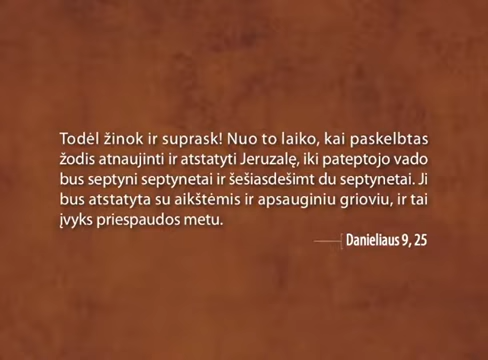 Todėl žinok ir suprask! Nuo to laiko, kai paskelbtas
žodis atnaujinti ir atstatyti Jeruzalę, iki pateptojo vado
bus septyni septynetai ir šešiasdešimt du septynetai. Ji
bus atstatyta su aikštėmis ir apsauginiu grioviu, ir tai
įvyks priespaudos metu.
Danieliaus 9, 25